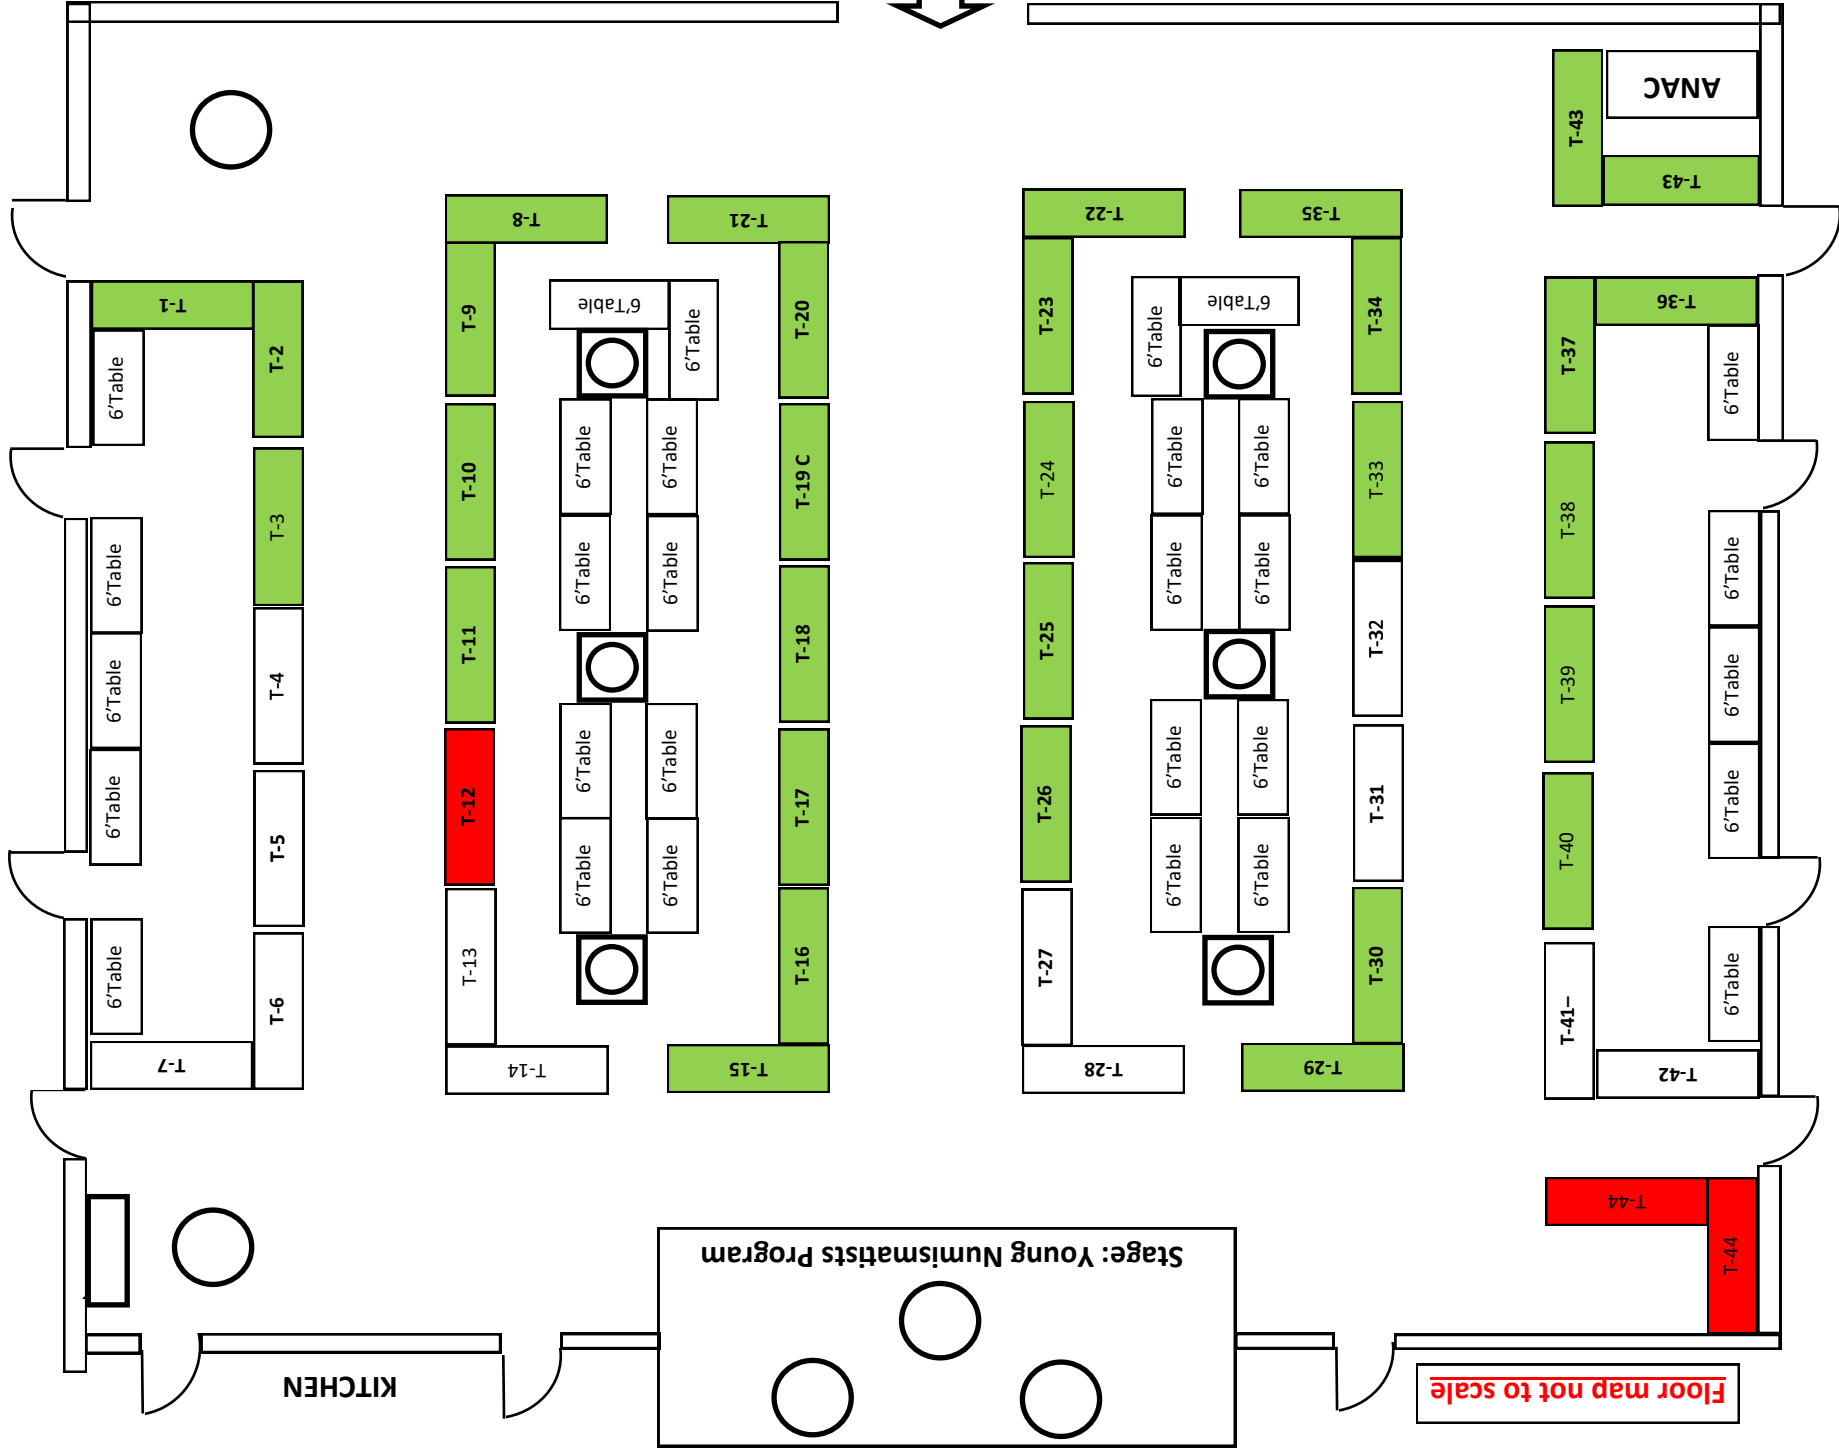 ANAC
T-43
T-43
T-8
T-21
T-22
T-35
T-1
T-2
6'Table
T-9
6'Table
6'Table
T-20
T-23
6'Table
6'Table
T-34
T-37
T-36
6'Table
T-3
T-10
6'Table
6'Table
T-19 C
T-24
6'Table
6'Table
T-33
T-38
6'Table
6'Table
T-11
6'Table
6'Table
T-18
T-25
6'Table
6'Table
T-32
T-39
6'Table
6'Table
T-4
6'Table
T-12
6'Table
6'Table
T-17
T-26
6'Table
6'Table
T-31
T-40
6'Table
T-5
T-13
6'Table
6'Table
T-16
T-27
6'Table
6'Table
T-30
T-41–
6'Table
6'Table
T-6
T-7
T-14
T-15
T-28
T-29
T-42
T-44
T-44
Stage: Young Numismatists Program
KITCHEN
Floor map not to scale